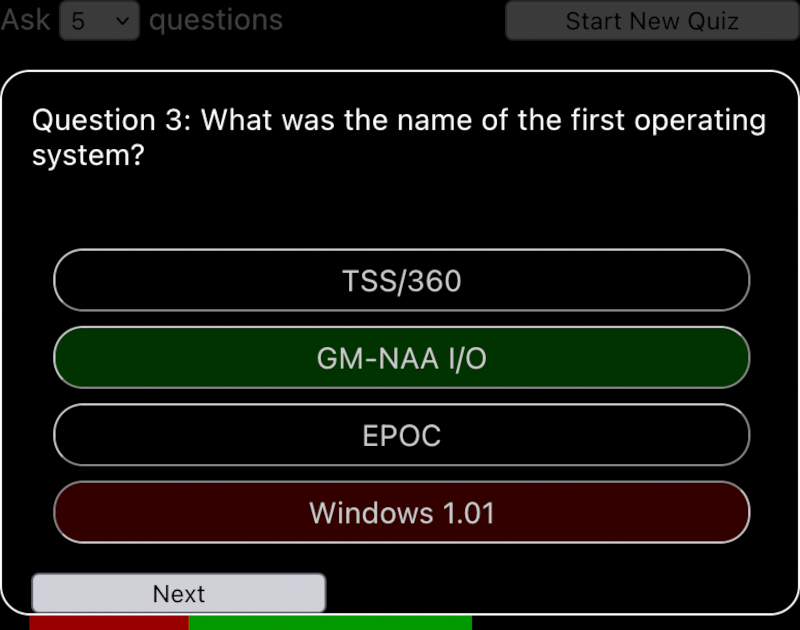 Ask 5 questions Start New Quiz
Question 3: What was the name of the first operating
system?
TSS/360
GM-NAA I/O
EPOC
Windows 1.01
Next